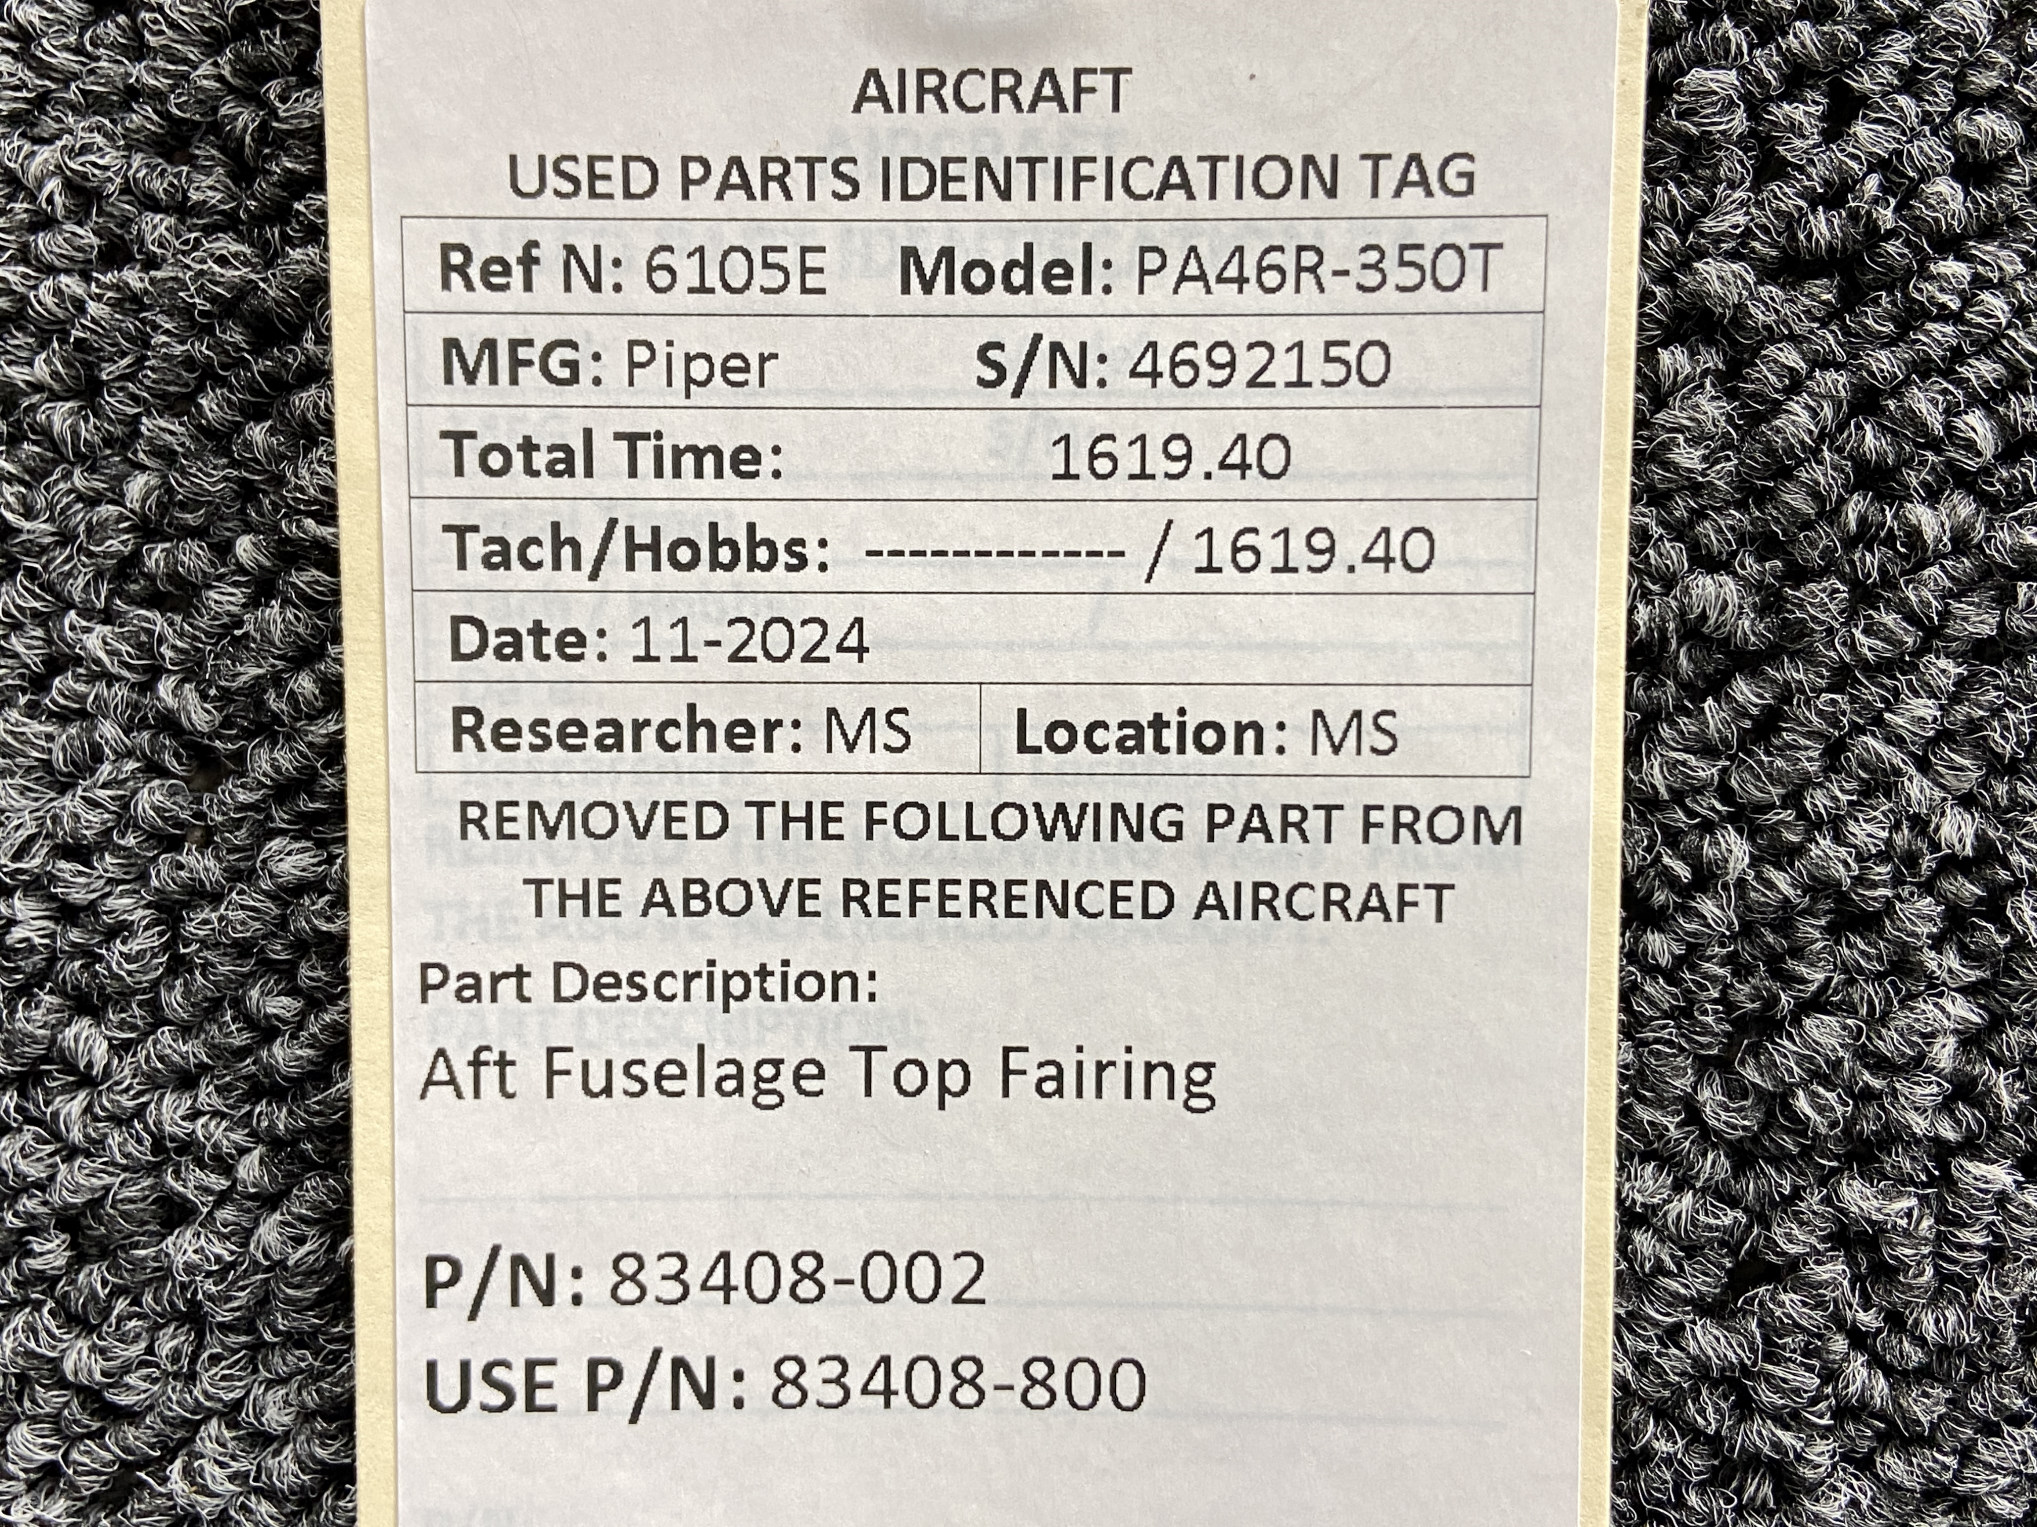 AIRCRAFT
USED PARTS IDENTIFICATION TAG
Ref N: 6105E Model: PA46R-350T
MFG: Piper S/N: 4692150
Total Time: 1619.40
Tach/Hobbs: ------------ / 1619.40
Date: 11-2024
Researcher: MS Location: MS
REMOVED THE FOLLOWING PART FROM
THE ABOVE REFERENCED AIRCRAFT
Part Description:
Aft Fuselage Top Fairing
P/N: 83408-002
USE P/N: 83408-800